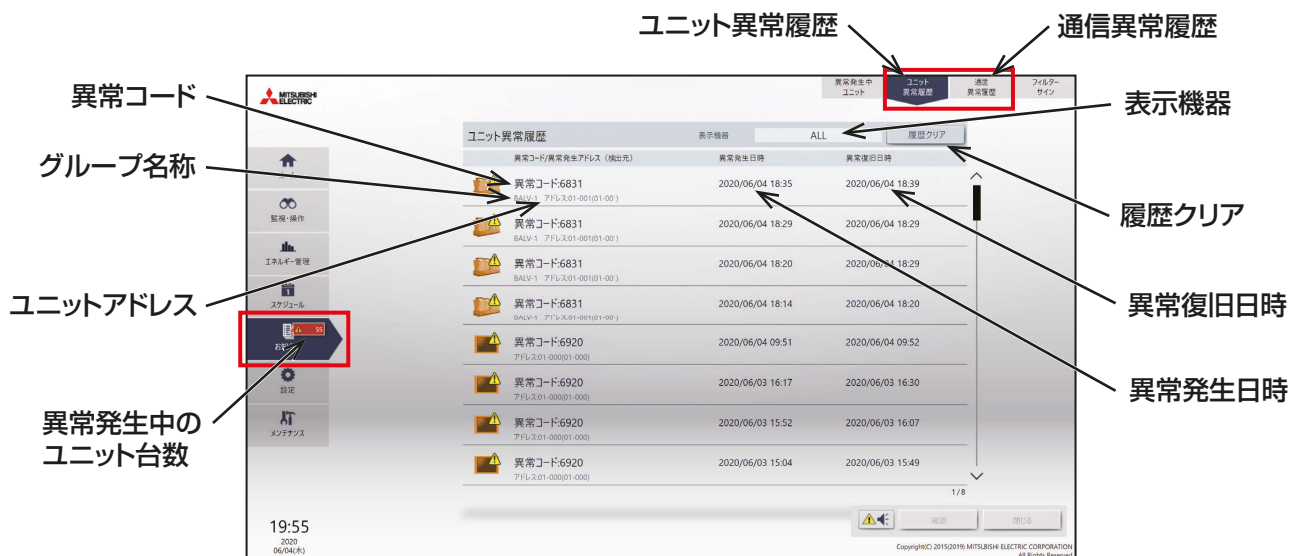 ユニット異常履歴
通信異常履歴
異常コード
グループ名称
ユニットアドレス
異常発生中の
ユニット台数
表示機器
履歴クリア
異常復旧日時
異常発生日時
MITSUBISHI
ELECTRIC
異常発生中
ユニット
ユニット
異常履歴
通信
異常履歴
フィルター
サイン
ユニット異常履歴 表示機器 ALL 履歴クリア
異常コード/異常発生アドレス（検出元） 異常発生日時 異常復旧日時
異常コード:6831 2020/06/04 18:35 2020/06/04 18:39
BALV-1 アドレス:01-001(01-00
異常コード:6831 2020/06/04 18:29 2020/06/04 18:29
BALV-1 アドレス:01-001(01-00
異常コード:6831 2020/06/04 18:20 2020/06/04 18:29
BALV-1 アドレス:01-001(01-00
異常コード:6831 2020/06/04 18:14 2020/06/04 18:20
BALV-1 アドレス:01-001(01-00
異常コード:6920 2020/06/04 09:51 2020/06/04 09:52
アドレス:01-000(01-000)
異常コード:6920 2020/06/03 16:17 2020/06/03 16:30
アドレス:01-000(01-000)
異常コード:6920 2020/06/03 15:52 2020/06/03 16:07
アドレス:01-000(01-000)
異常コード:6920 2020/06/03 15:04 2020/06/03 15:49
アドレス:01-000(01-000)
1/8
監視・操作
エネルギー管理
スケジュール
55
設定
メンテナンス
19:55
2020
06/04(木)
確認 閉じる
Copyright(C) 2015(2019) MITSUBISHI ELECTRIC CORPORATION
All Rights Reserved